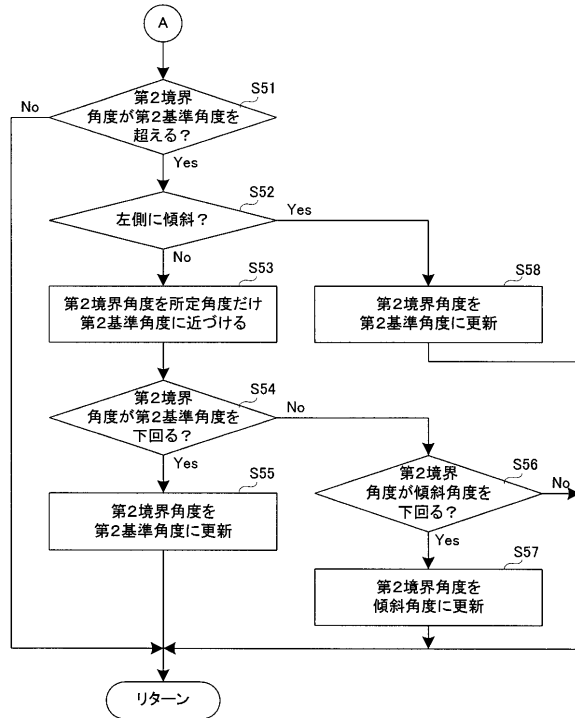 A
S51
第２境界
角度が第２基準角度を
超える？
No
Yes
S52
左側に傾斜？
Yes
No
S53
第２境界角度を所定角度だけ
第２基準角度に近づける
S58
第２境界角度を
第２基準角度に更新
S54
第２境界
角度が第２基準角度を
下回る？
No
Yes
S55
第２境界角度を
第２基準角度に更新
S56
第２境界
角度が傾斜角度を
下回る？
No
Yes
S57
第２境界角度を
傾斜角度に更新
リターン